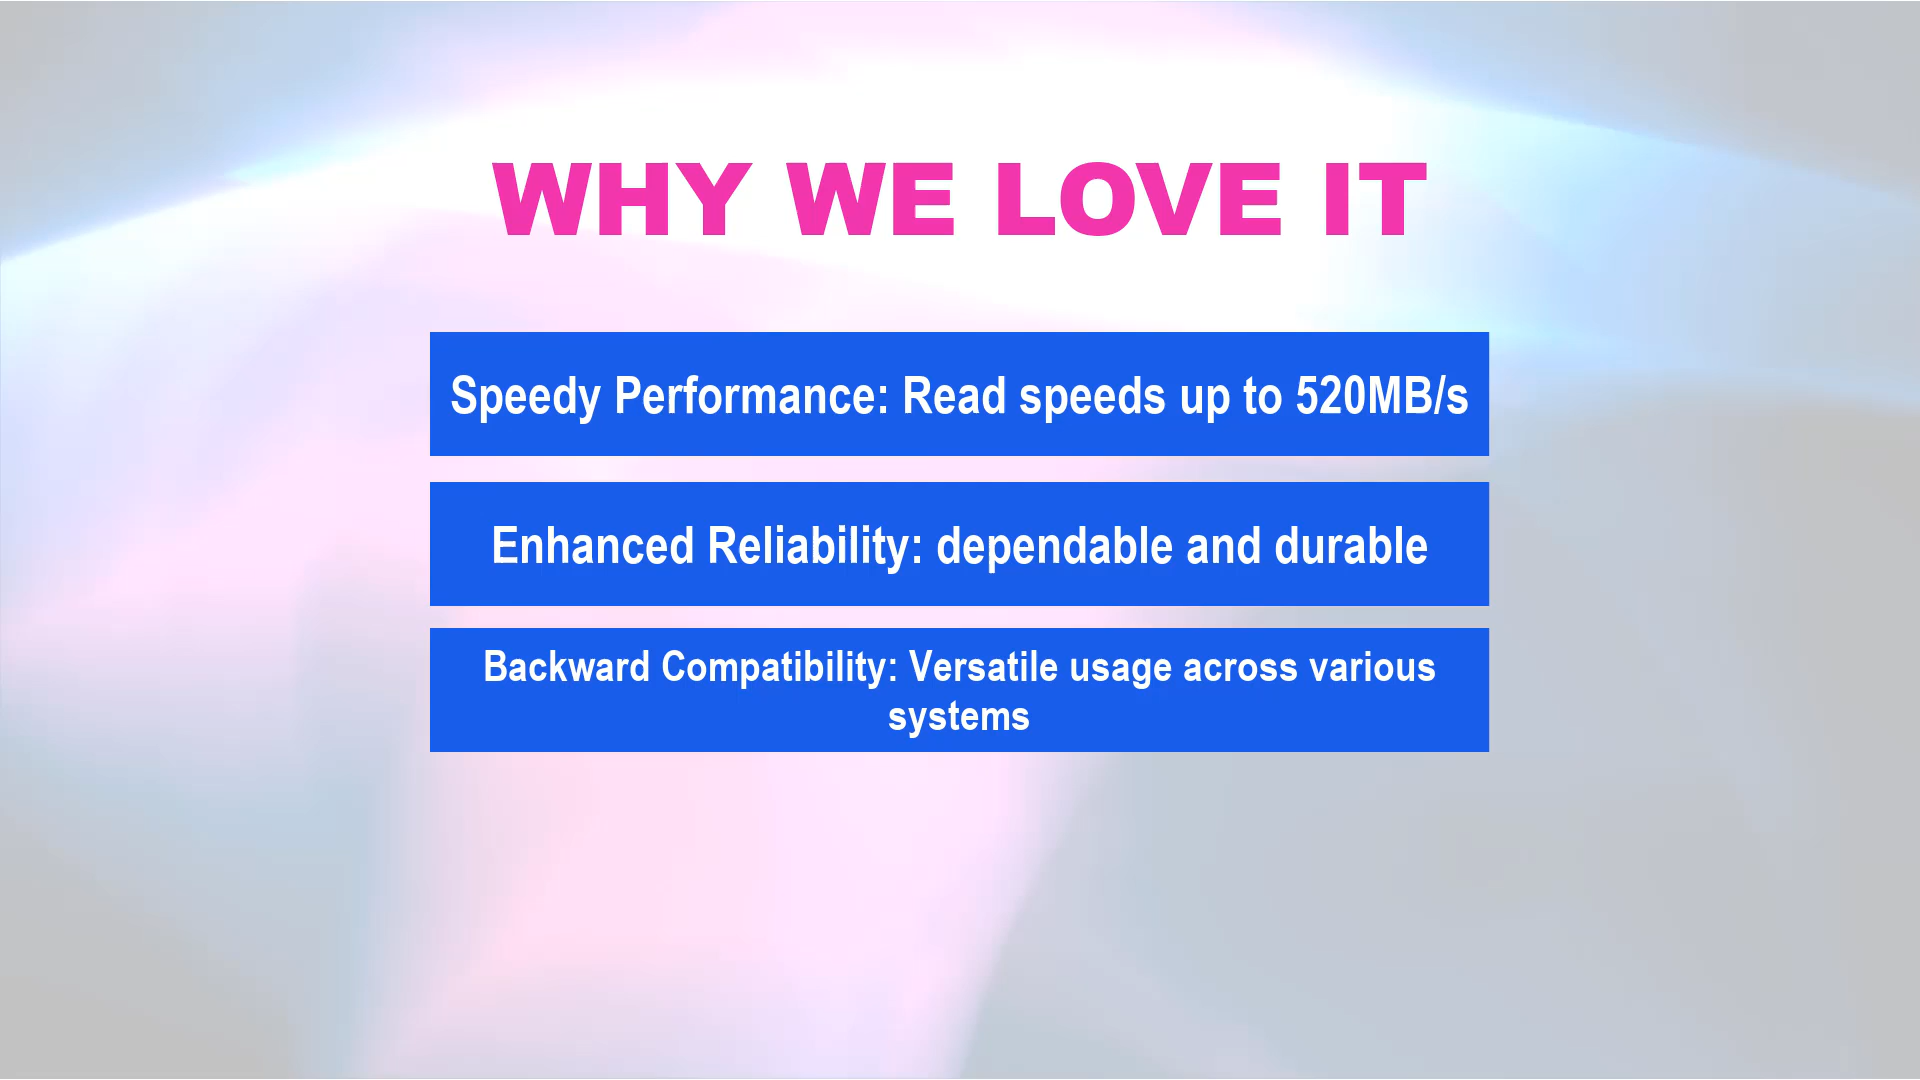 WHY WE LOVE IT
Speedy Performance: Read speeds up to 520MB/s
Enhanced Reliability: dependable and durable
Backward Compatibility: Versatile usage across various
systems